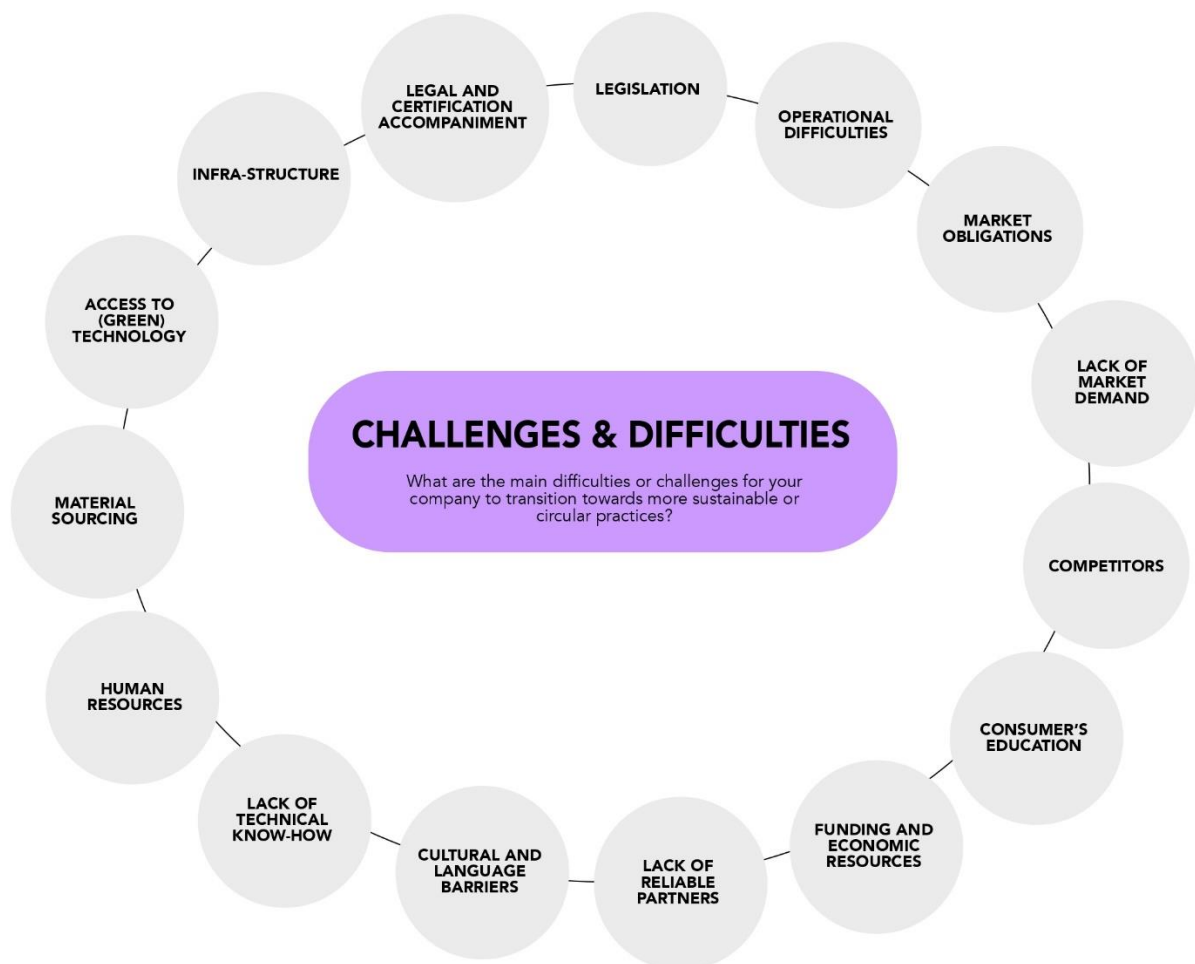 LEGAL AND
CERTIFICATION
ACCOMPANIMENT
LEGISLATION
OPERATIONAL
DIFFICULTIES
MARKET
OBLIGATIONS
LACK OF
MARKET
DEMAND
COMPETITORS
CONSUMER'S
EDUCATION
FUNDING AND
ECONOMIC
RESOURCES
LACK OF
RELIABLE
PARTNERS
CULTURAL AND
LANGUAGE
BARRIERS
LACK OF
TECHNICAL
KNOW-HOW
HUMAN
RESOURCES
MATERIAL
SOURCING
ACCESS TO
(GREEN)
TECHNOLOGY
INFRA-STRUCTURE
CHALLENGES & DIFFICULTIES
What are the main difficulties or challenges for your
company to transition towards more sustainable or
circular practices?